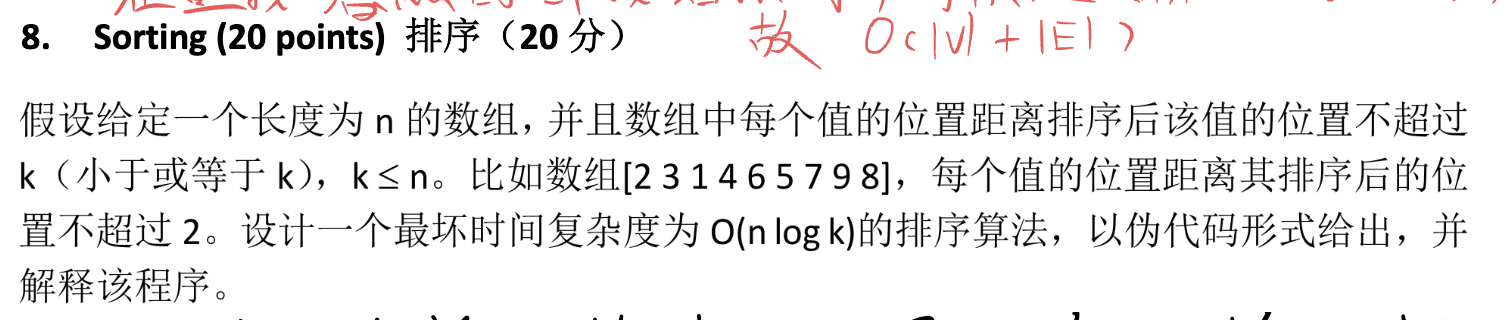 8. Sorting (20 points) 排序（20 分） 故 O(|V| + |E|)
假设给定一个长度为 n 的数组，并且数组中每个值的位置距离排序后该值的位置不超过
k（小于或等于 k），k ≤ n。比如数组[2 3 1 4 6 5 7 9 8]，每个值的位置距离其排序后的位
置不超过 2。设计一个最坏时间复杂度为 O(n log k)的排序算法，以伪代码形式给出，并
解释该程序。